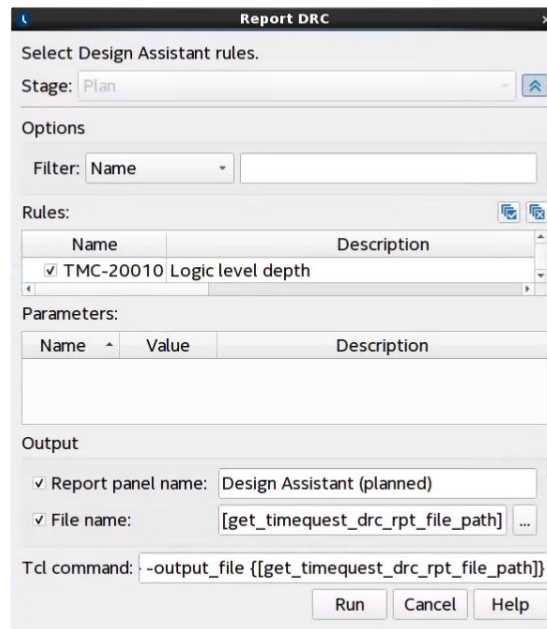 Report DRC
Select Design Assistant rules.
Stage: Plan
Options
Filter: Name
Rules:
Name Description
TMC-20010 Logic level depth
Parameters:
Name Value Description
Output
Report panel name: Design Assistant (planned)
File name: [get_timequest_drc_rpt_file_path] ...
Tcl command: -output_file {[get_timequest_drc_rpt_file_path]}
Run Cancel Help